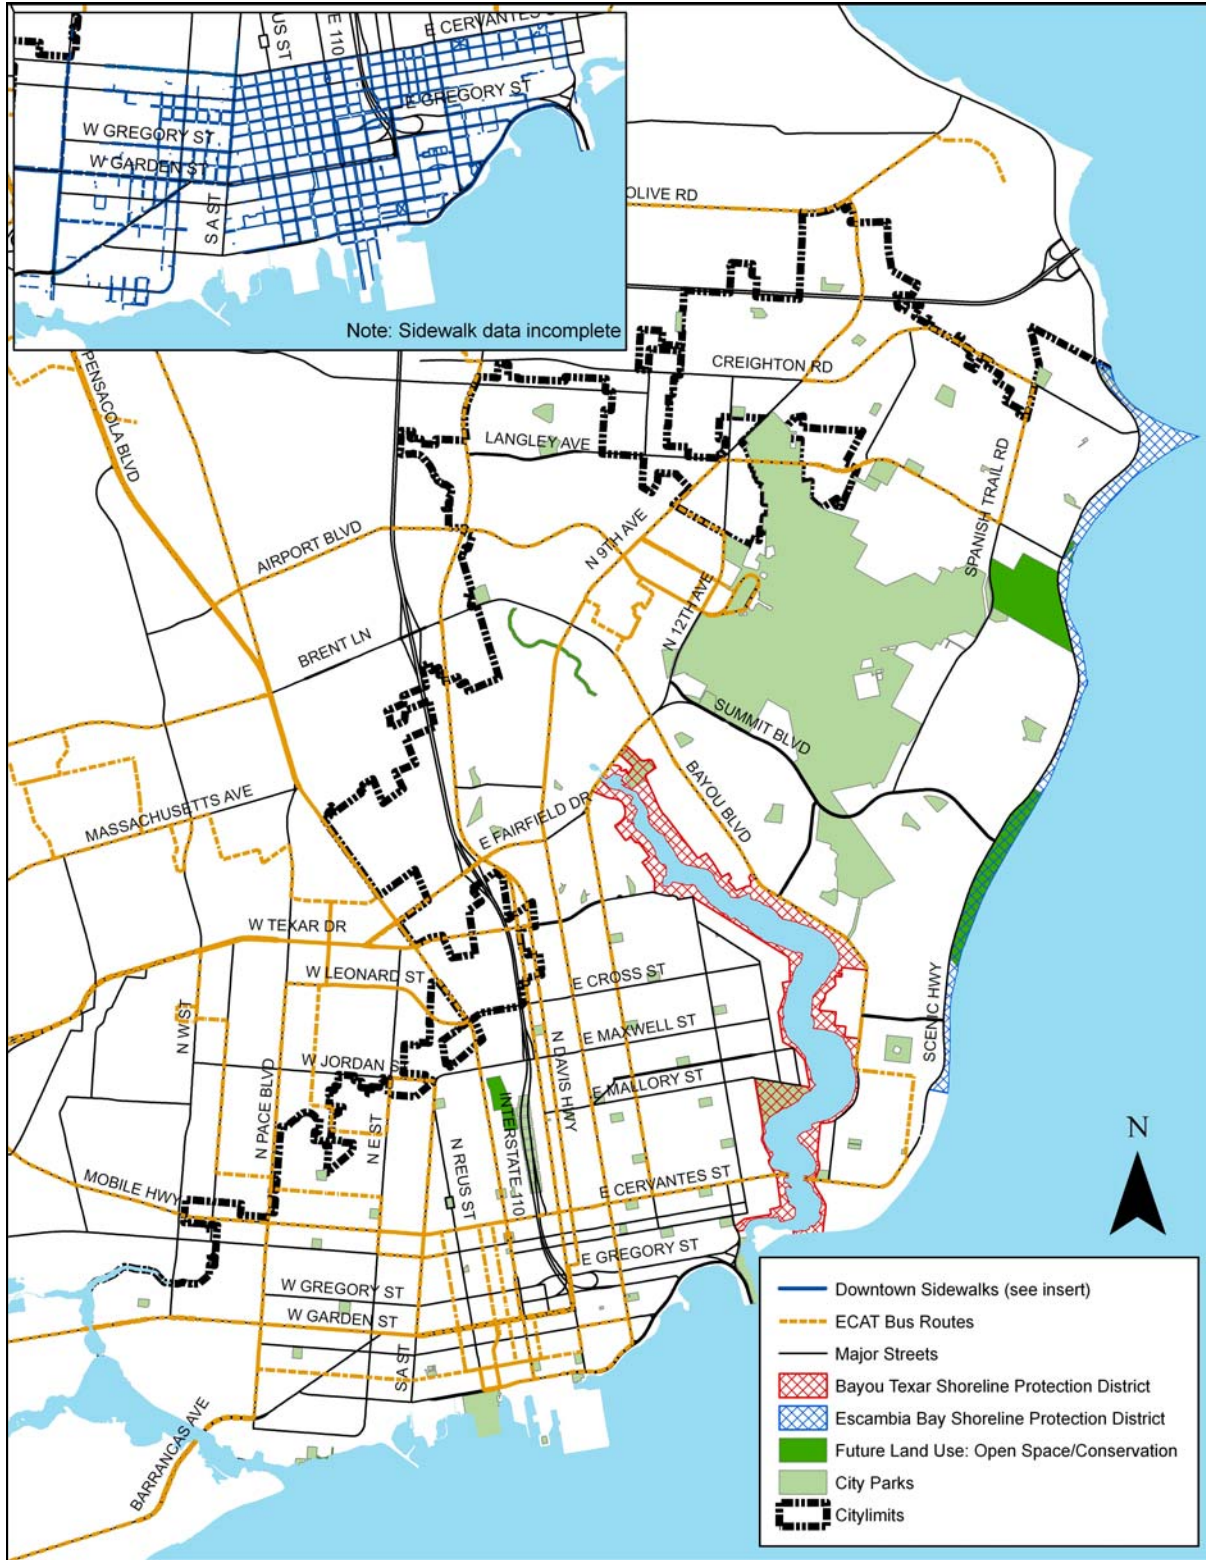 US ST
E 110
E CERVANTES
E GREGORY ST
W GREGORY ST
W GARDEN ST
S A ST
Note: Sidewalk data incomplete
OLIVE RD
CREIGHTON RD
PENSACOLA BLVD
LANGLEY AVE
SPANISH TRAIL RD
AIRPORT BLVD
N 9TH AVE
N 12TH AVE
BRENT LN
SUMMIT BLVD
BAYOU BLVD
MASSACHUSETTS AVE
E FAIRFIELD DR
W TEXAR DR
W LEONARD ST
E CROSS ST
SCENIC HWY
N W ST
E MAXWELL ST
N DAVIS HWY
W JORDAN S
E MALLORY ST
N PACE BLVD
INTERSTATE 110
N E ST
N REUS ST
MOBILE HWY
E CERVANTES ST
N
E GREGORY ST
W GREGORY ST
W GARDEN ST
S A ST
BARRANCAS AVE
Downtown Sidewalks (see insert)
ECAT Bus Routes
Major Streets
Bayou Texar Shoreline Protection District
Escambia Bay Shoreline Protection District
Future Land Use: Open Space/Conservation
City Parks
Citylimits